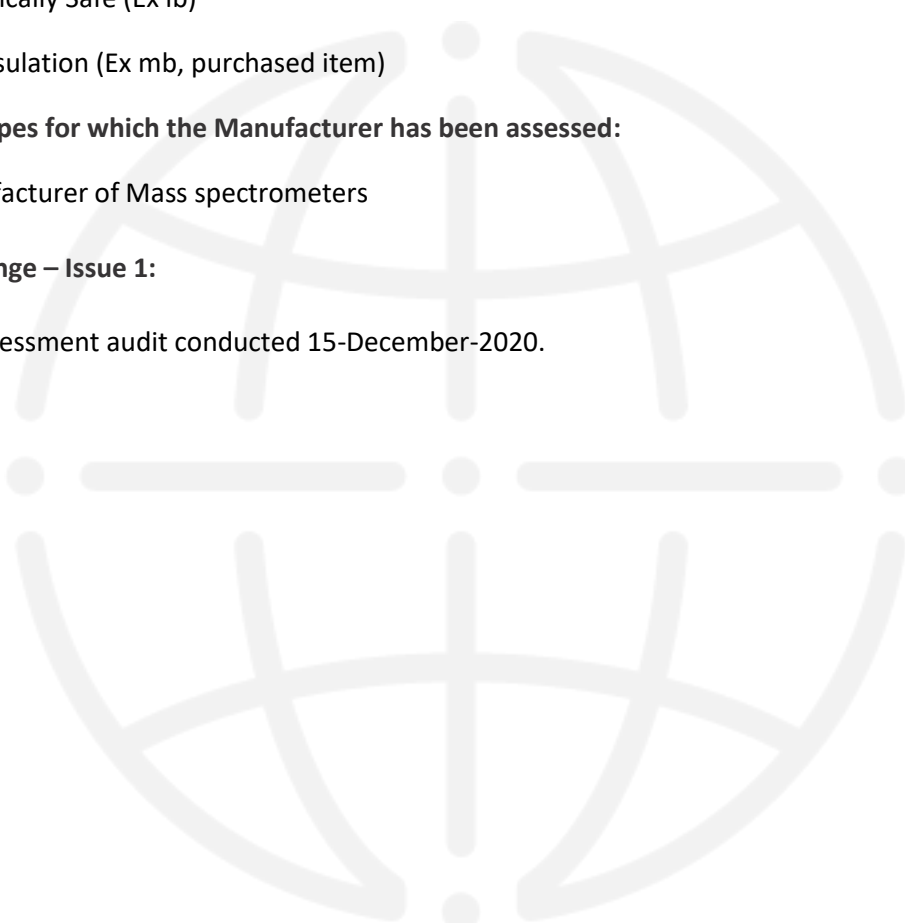 ically Safe (Ex ib)
sulation (Ex mb, purchased item)
pes for which the Manufacturer has been assessed:
facturer of Mass spectrometers
nge – Issue 1:
essment audit conducted 15-December-2020.